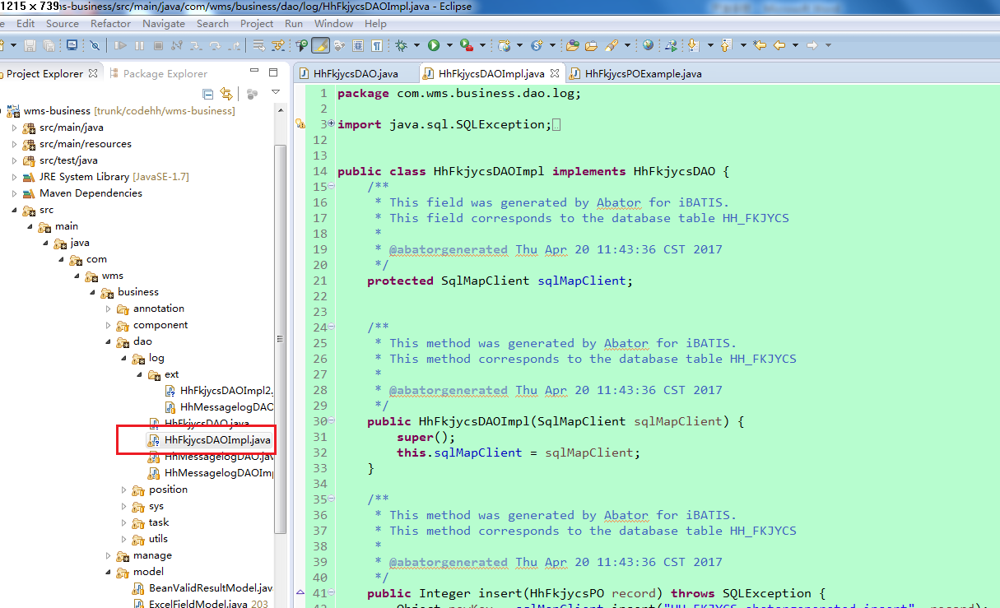 1215 × 739ms-business/src/main/java/com/wms/business/dao/log/HhFkjycsDAOImpl.java - Eclipse
e Edit Source Refactor Navigate Search Project Run Window Help
Project Explorer Package Explorer
HhFkjycsDAO.java HhFkjycsDAOImpl.java HhFkjycsPOExample.java
wms-business [trunk/codehh/wms-business]
src/main/java
src/main/resources
src/test/java
JRE System Library [JavaSE-1.7]
Maven Dependencies
src
main
java
com
wms
business
annotation
component
dao
log
ext
HhFkjycsDAOImpl2.
HhMessagelogDAO
HhFkjycsDAO.java
HhFkjycsDAOImpl.java
HhMessagelogDAO.jav
HhMessagelogDAOImp
position
sys
task
utils
manage
model
BeanValidResultModel.jav
ExcelFieldModel.java 203
1 package com.wms.business.dao.log;
2
3 import java.sql.SQLException;
12
13
14 public class HhFkjycsDAOImpl implements HhFkjycsDAO {
15 /**
16 * This field was generated by Abator for iBATIS.
17 * This field corresponds to the database table HH_FKJYCS
18 *
19 * @abatorgenerated Thu Apr 20 11:43:36 CST 2017
20 */
21 protected SqlMapClient sqlMapClient;
22
23
24 /**
25 * This method was generated by Abator for iBATIS.
26 * This method corresponds to the database table HH_FKJYCS
27 *
28 * @abatorgenerated Thu Apr 20 11:43:36 CST 2017
29 */
30 public HhFkjycsDAOImpl(SqlMapClient sqlMapClient) {
31 super();
32 this.sqlMapClient = sqlMapClient;
33 }
34
35 /**
36 * This method was generated by Abator for iBATIS.
37 * This method corresponds to the database table HH_FKJYCS
38 *
39 * @abatorgenerated Thu Apr 20 11:43:36 CST 2017
40 */
41 public Integer insert(HhFkjycsPO record) throws SQLException {